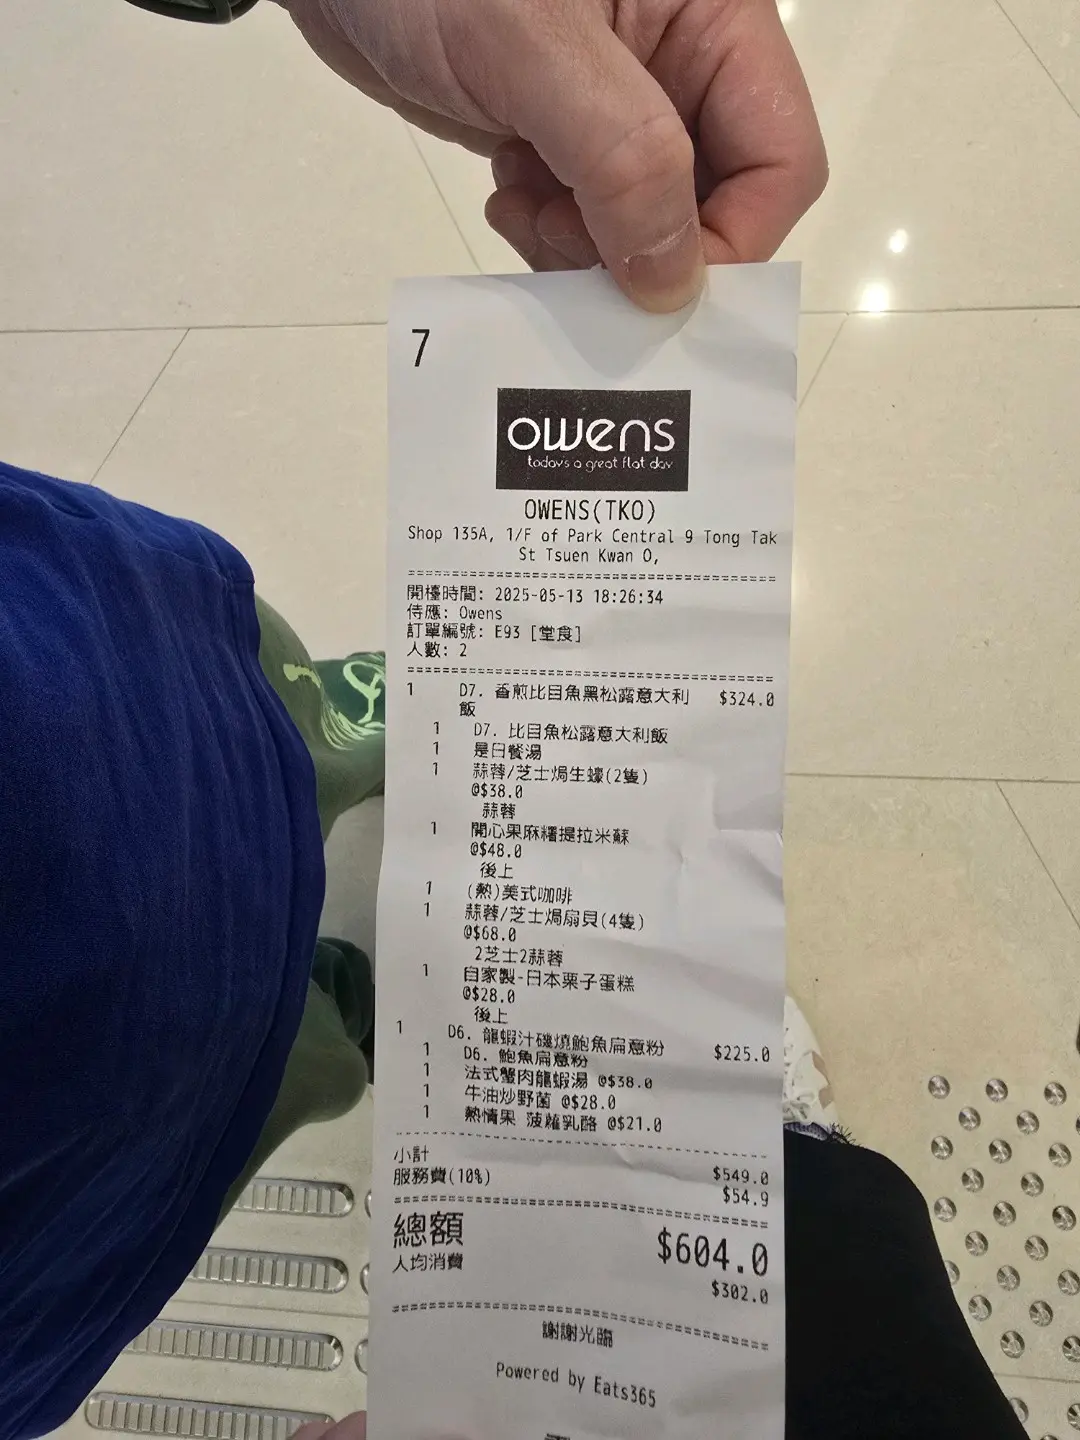 7
owens
todays a great flat day
OWENS(TKO)
Shop 135A, 1/F of Park Central 9 Tong Tak
St Tsuen Kwan O,
開檯時間: 2025-05-13 18:26:34
侍應: Owens
訂單編號: E93 [堂食]
人數: 2
1 D7. 香煎比目魚黑松露意大利 $324.0
飯
1 D7. 比目魚松露意大利飯
1 是日餐湯
1 蒜蓉/芝士焗生蠔(2隻)
@$38.0
蒜蓉
1 開心果麻糬提拉米蘇
@$48.0
後上
1 (熱)美式咖啡
1 蒜蓉/芝士焗扇貝(4隻)
@$68.0
2芝士2蒜蓉
1 自家製-日本栗子蛋糕
@$28.0
後上
1 D6. 龍蝦汁磯燒鮑魚扁意粉 $225.0
1 D6. 鮑魚扁意粉
1 法式蟹肉龍蝦湯 @$38.0
1 牛油炒野菌 @$28.0
1 熱情果 菠蘿乳酪 @$21.0
小計 $549.0
服務費(10%) $54.9
總額 $604.0
人均消費 $302.0
謝謝光臨
Powered by Eats365